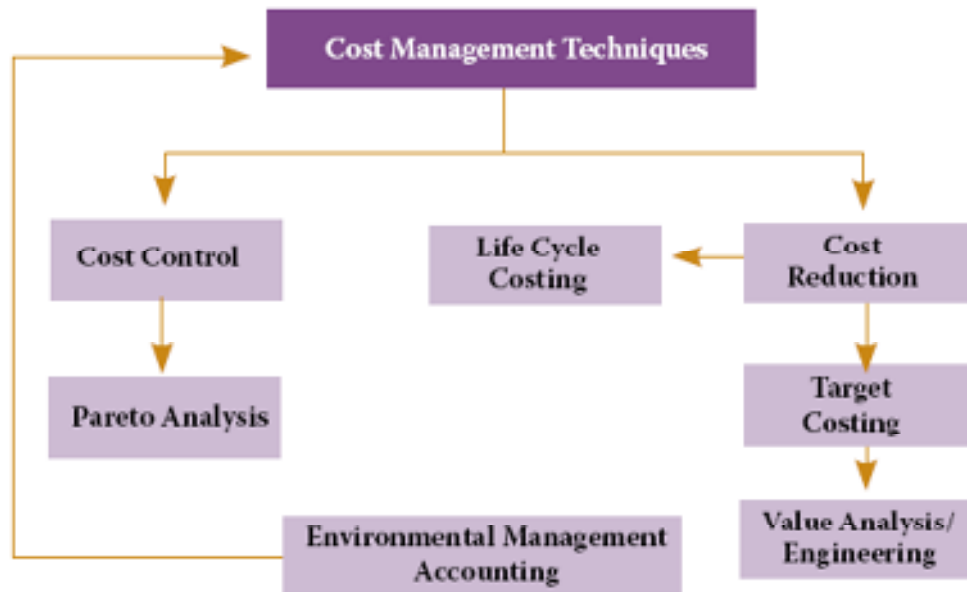 Cost Management Techniques
Cost Control
Life Cycle
Costing
Cost
Reduction
Pareto Analysis
Target
Costing
Environmental Management
Accounting
Value Analysis/
Engineering